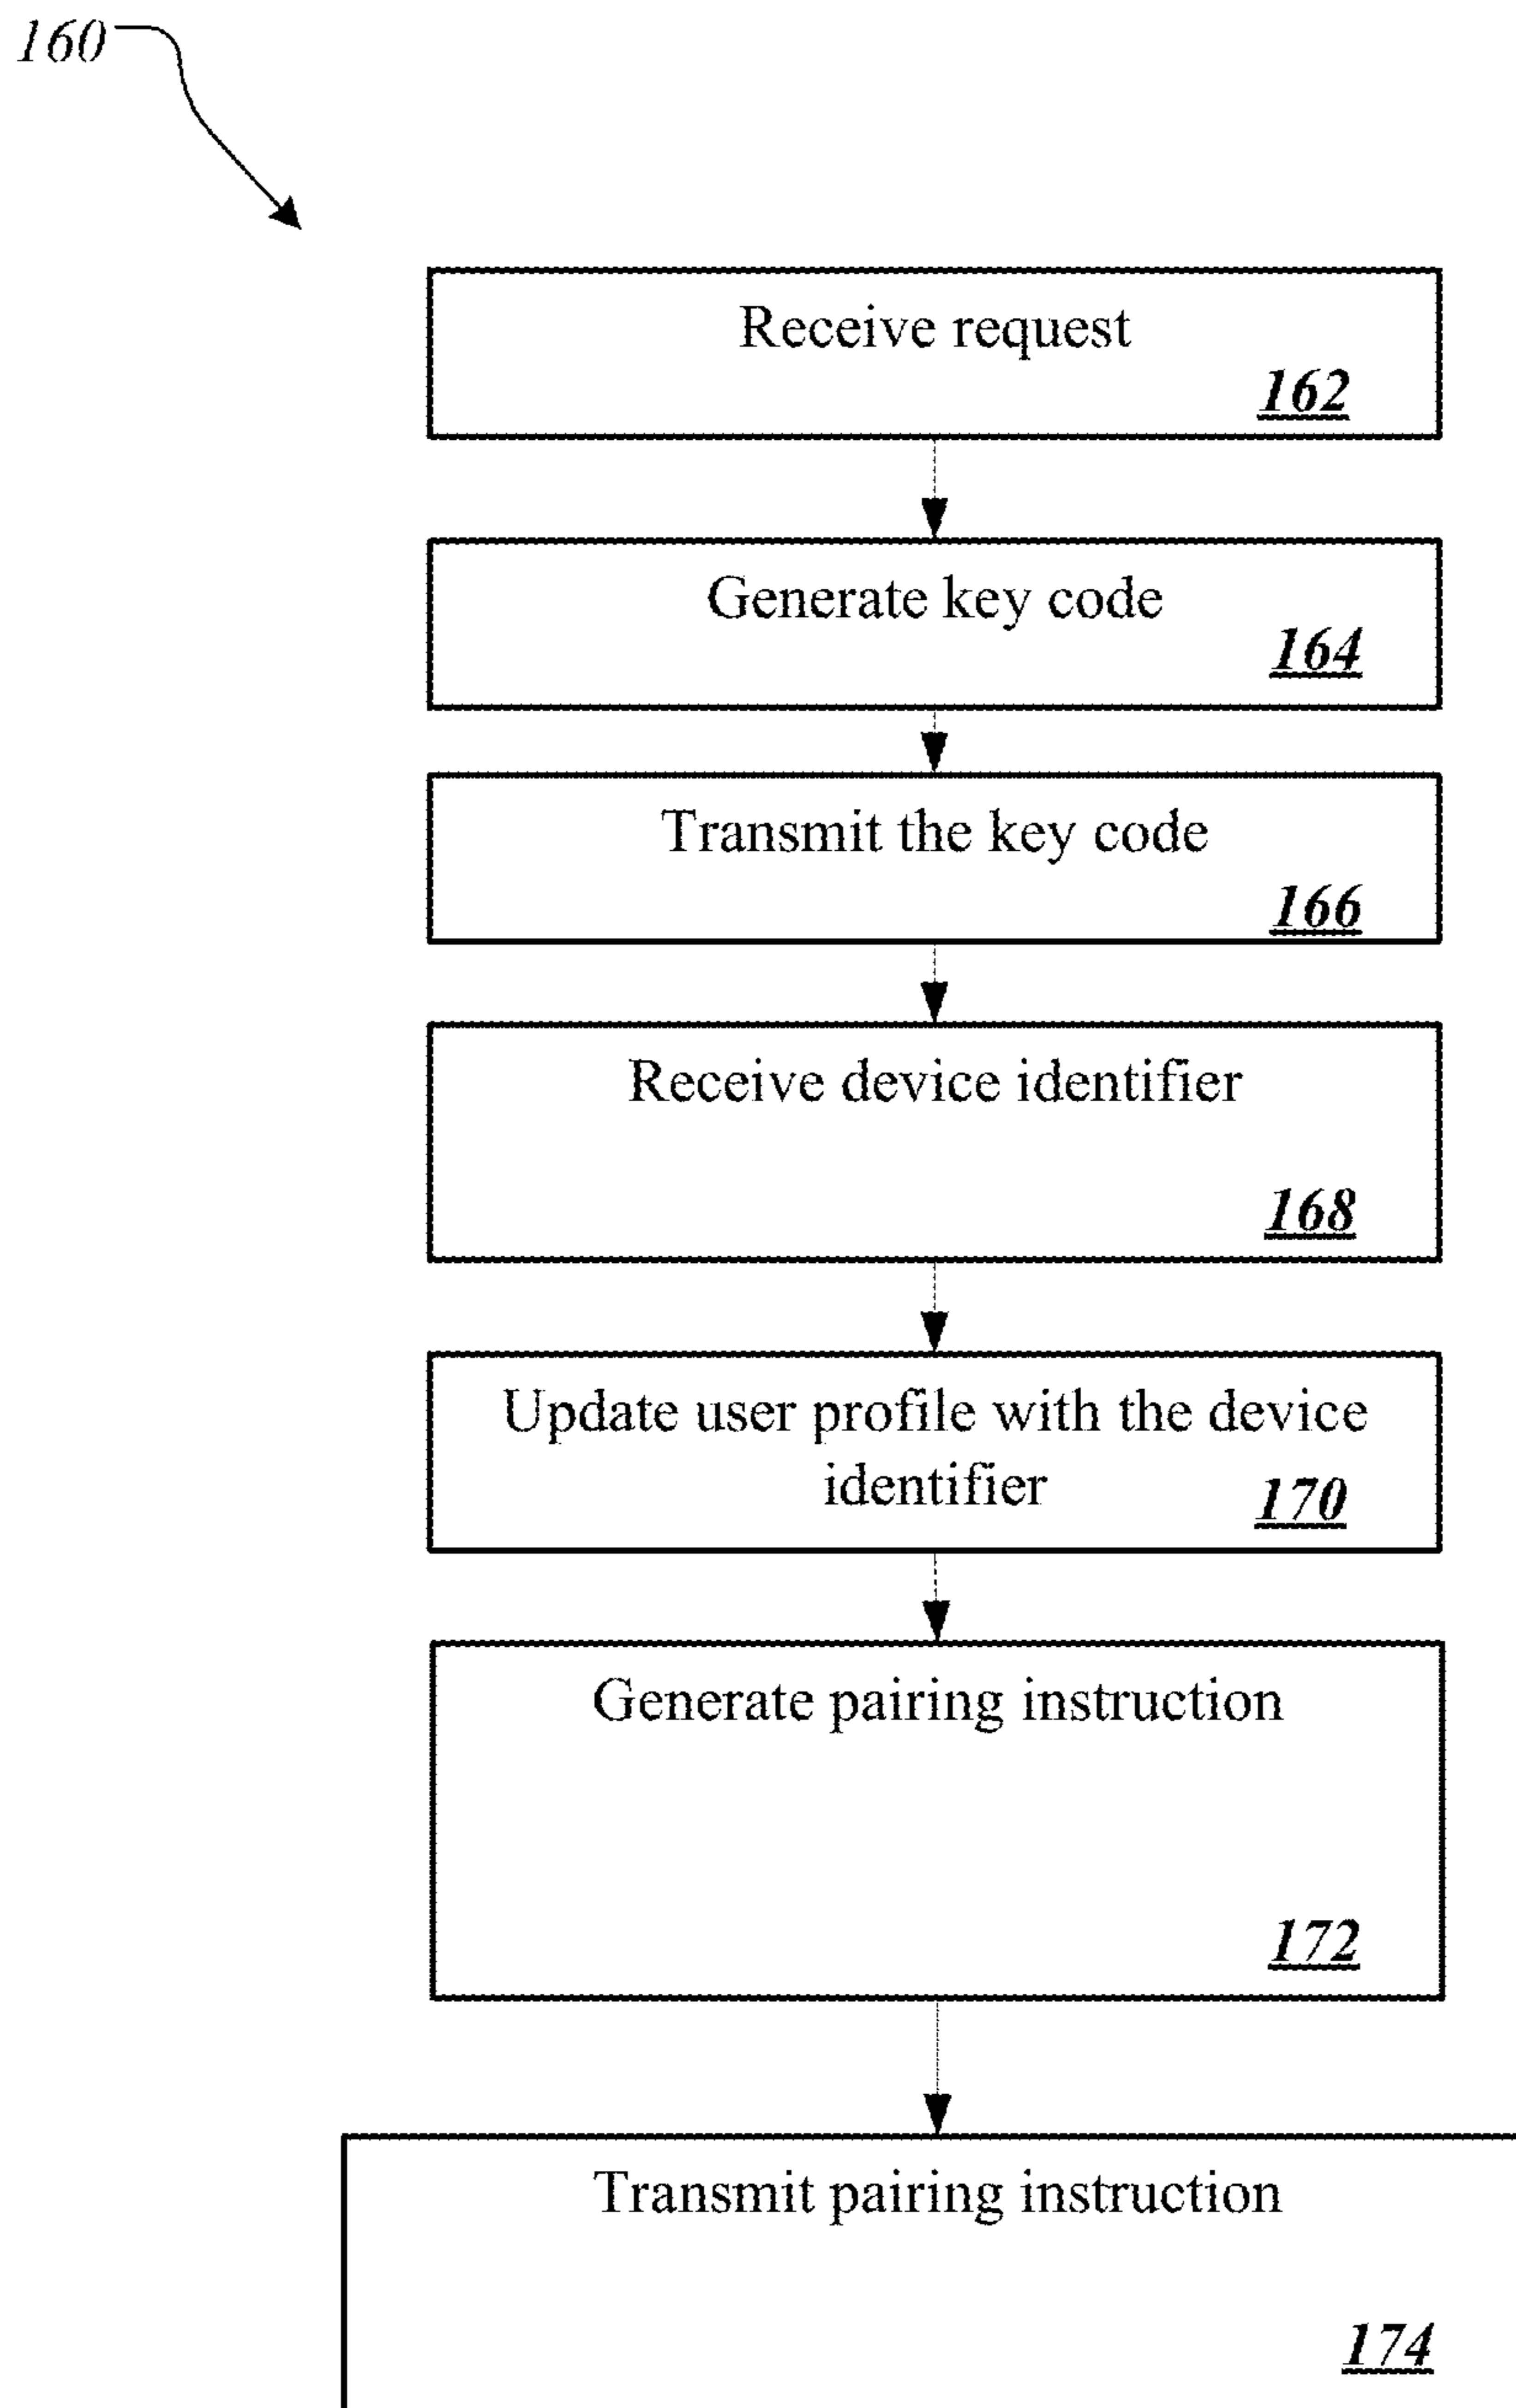 160
Receive request
162
Generate key code
164
Transmit the key code
166
Receive device identifier
168
Update user profile with the device
identifier 170
Generate pairing instruction
172
Transmit pairing instruction
174